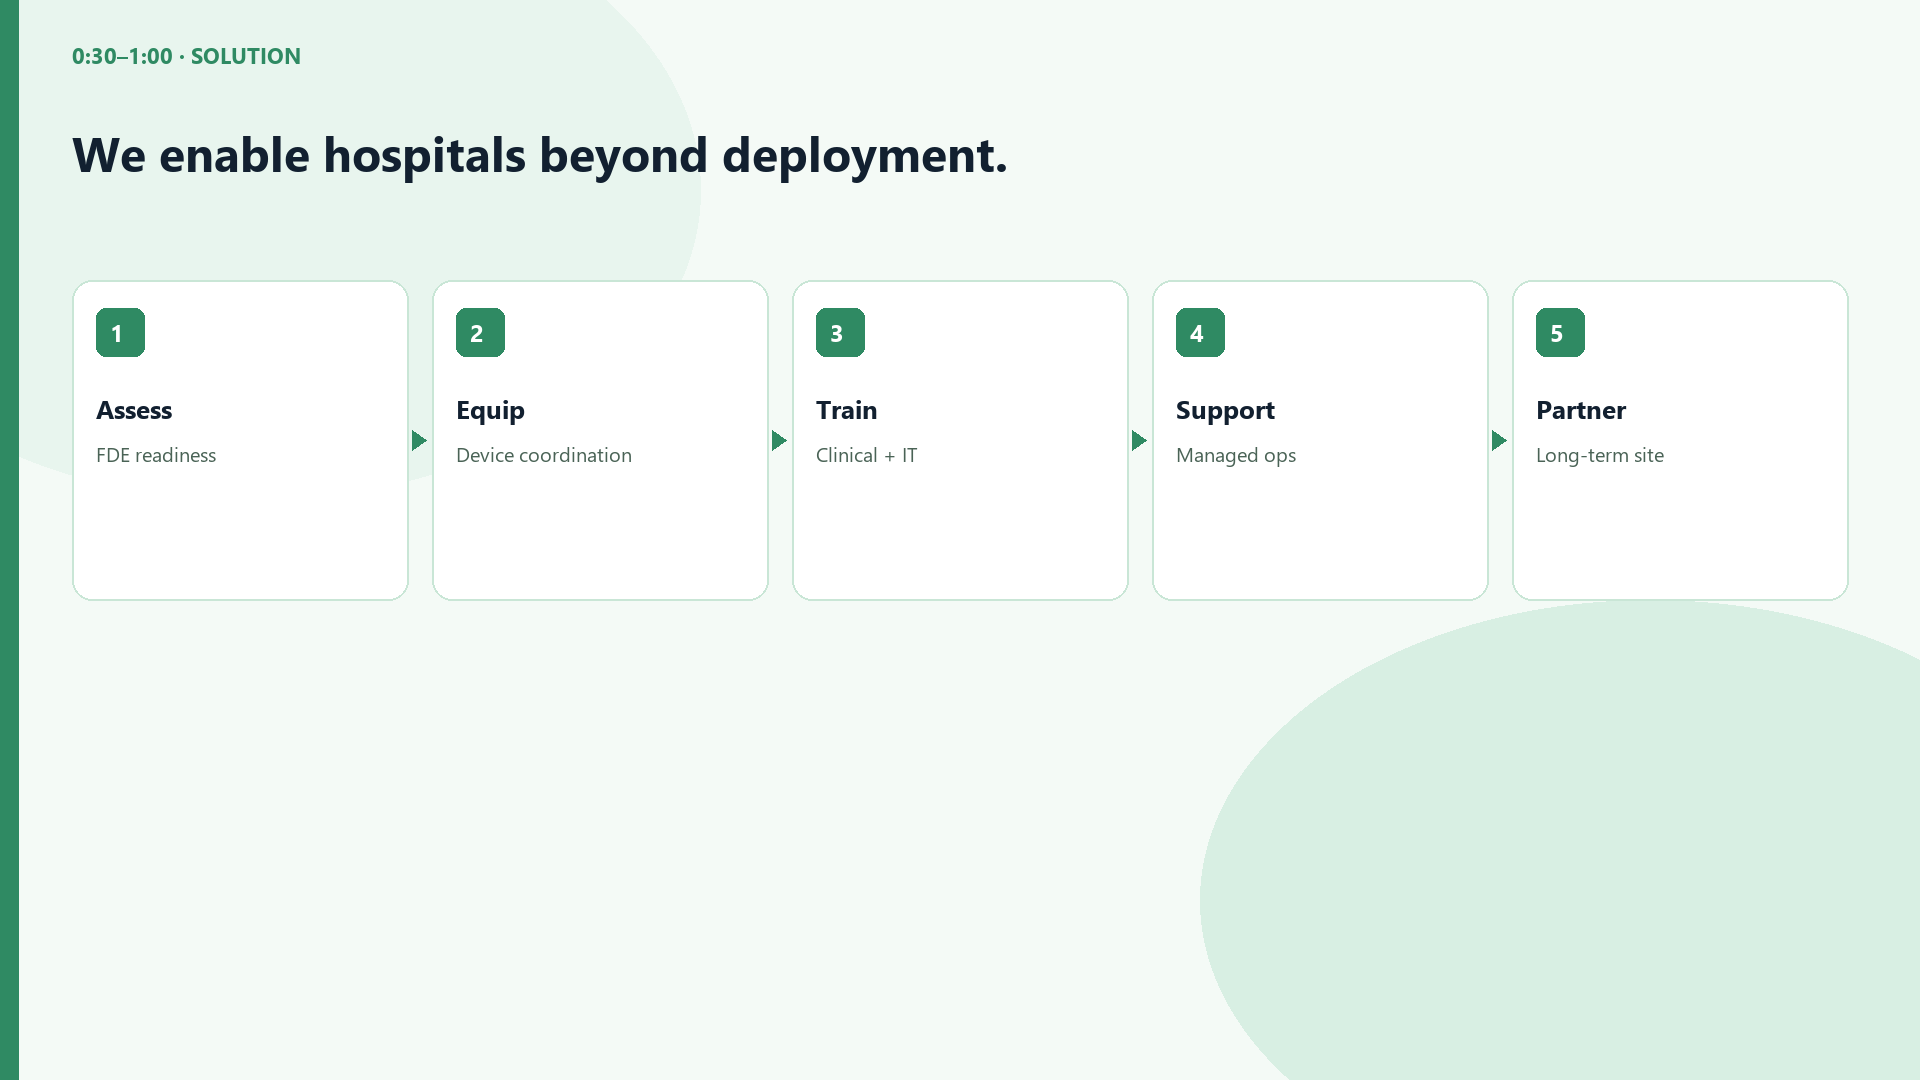 0:30–1:00 · SOLUTION
We enable hospitals beyond deployment.
1
Assess
FDE readiness
2
Equip
Device coordination
3
Train
Clinical + IT
4
Support
Managed ops
5
Partner
Long-term site